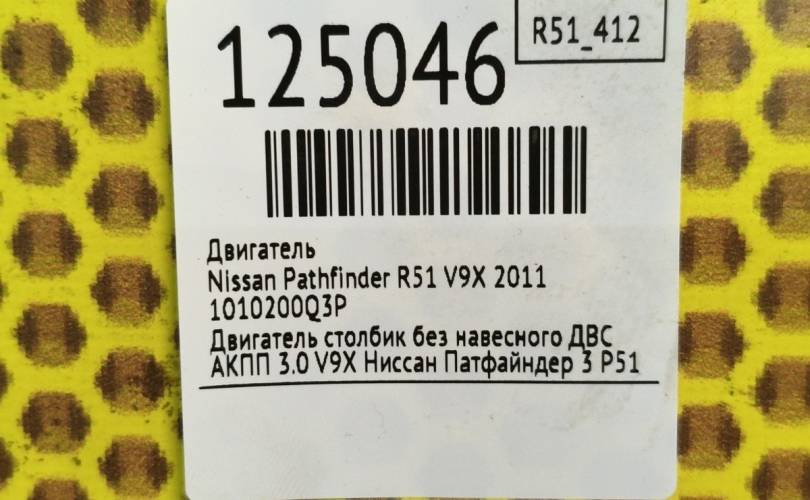 125046
R51_412
Двигатель
Nissan Pathfinder R51 V9X 2011
1010200Q3P
Двигатель столбик без навесного ДВС
АКПП 3.0 V9X Ниссан Патфайндер 3 Р51